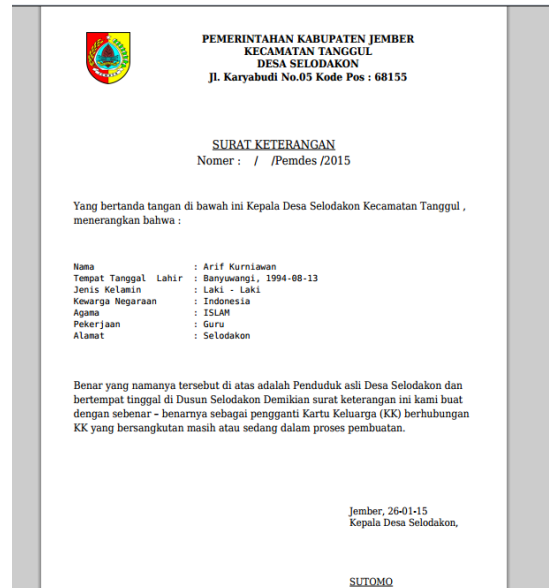 PEMERINTAHAN KABUPATEN JEMBER
KECAMATAN TANGGUL
DESA SELODAKON
Jl. Karyabudi No.05 Kode Pos : 68155
SURAT KETERANGAN
Nomer : / /Pemdes /2015
Yang bertanda tangan di bawah ini Kepala Desa Selodakon Kecamatan Tanggul ,
menerangkan bahwa :
Nama : Arif Kurniawan
Tempat Tanggal Lahir : Banyuwangi, 1994-08-13
Jenis Kelamin : Laki - Laki
Kewarga Negaraan : Indonesia
Agama : ISLAM
Pekerjaan : Guru
Alamat : Selodakon
Benar yang namanya tersebut di atas adalah Penduduk asli Desa Selodakon dan
bertempat tinggal di Dusun Selodakon Demikian surat keterangan ini kami buat
dengan sebenar – benarnya sebagai pengganti Kartu Keluarga (KK) berhubungan
KK yang bersangkutan masih atau sedang dalam proses pembuatan.
Jember, 26-01-15
Kepala Desa Selodakon,
SUTOMO